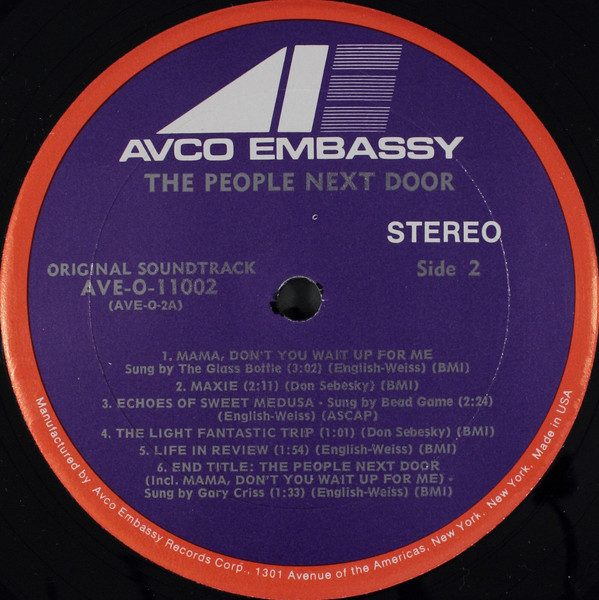 AVCO EMBASSY
THE PEOPLE NEXT DOOR
STEREO
ORIGINAL SOUNDTRACK
Side 2
AVE-O-11002
(AVE-O-2A)
1. MAMA, DON'T YOU WAIT UP FOR ME
Sung by The Glass Bottle (3:02) (English-Weiss) (BMI)
2. MAXIE (2:11) (Don Sebesky) (BMI)
3. ECHOES OF SWEET MEDUSA - Sung by Bead Game (2:24)
(English-Weiss) (ASCAP)
4. THE LIGHT FANTASTIC TRIP (1:01) (Don Sebesky) (BMI)
5. LIFE IN REVIEW (1:54) (English-Weiss) (BMI)
6. END TITLE: THE PEOPLE NEXT DOOR
(Incl. MAMA, DON'T YOU WAIT UP FOR ME) -
Sung by Gary Criss (1:33) (English-Weiss) (BMI)
Manufactured by Avco Embassy Records Corp., 1301 Avenue of the Americas, New York, New York. Made in USA